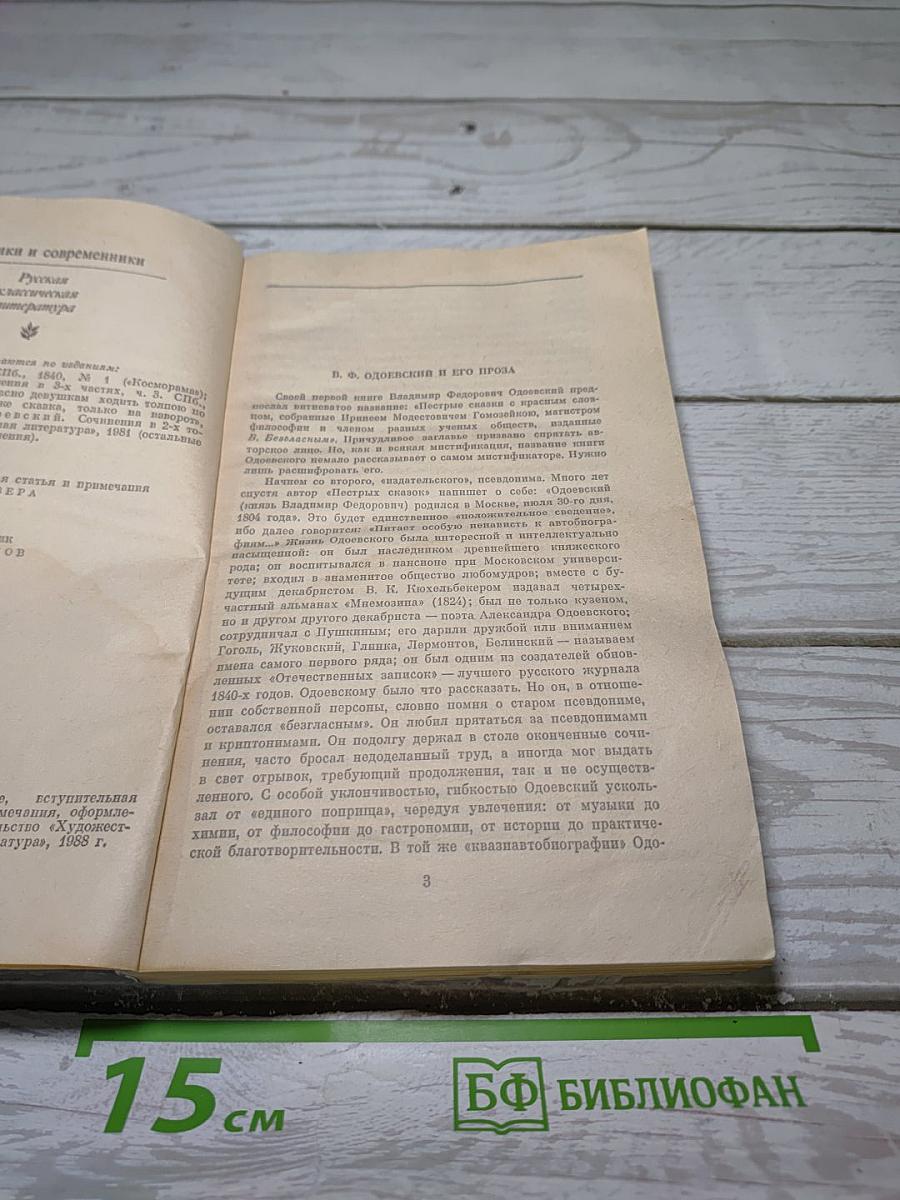 ики и современники
Русская
классическая
литература
аются по изданиям:
СПб., 1840, № 1 («Косморама»);
ения в 3-х частях, ч. 3. СПб.,
асно девушкам ходить толпою по
же сказка, только на изворот»,
евский. Сочинения в 2-х то-
ная литература», 1981 (остальные
ения).
я статья и примечания
ВЕРА
ик
НОВ
е, вступительная
мечания, оформле-
льство «Художест-
атура», 1988 г.
В. Ф. ОДОЕВСКИЙ И ЕГО ПРОЗА
Своей первой книге Владимир Федорович Одоевский пред-
послал витиеватое название: «Пестрые сказки с красным слов-
цом, собранные Иринеем Модестовичем Гомозейкою, магистром
философии и членом разных ученых обществ, изданные
В. Безгласным». Причудливое заглавье призвано спрятать ав-
торское лицо. Но, как и всякая мистификация, название книги
Одоевского немало рассказывает о самом мистификаторе. Нужно
лишь расшифровать его.
Начнем со второго, «издательского», псевдонима. Много лет
спустя автор «Пестрых сказок» напишет о себе: «Одоевский
(князь Владимир Федорович) родился в Москве, июля 30-го дня,
1804 года». Это будет единственное «положительное сведение»,
ибо далее говорится: «Питает особую ненависть к автобиогра-
фиям...» Жизнь Одоевского была интересной и интеллектуально
насыщенной: он был наследником древнейшего княжеского
рода; он воспитывался в пансионе при Московском универси-
тете; входил в знаменитое общество любомудров; вместе с бу-
дущим декабристом В. К. Кюхельбекером издавал четырех-
частный альманах «Мнемозина» (1824); был не только кузеном,
но и другом другого декабриста — поэта Александра Одоевского;
сотрудничал с Пушкиным; его дарили дружбой или вниманием
Гоголь, Жуковский, Глинка, Лермонтов, Белинский — называем
имена самого первого ряда; он был одним из создателей обнов-
ленных «Отечественных записок» — лучшего русского журнала
1840-х годов. Одоевскому было что рассказать. Но он, в отноше-
нии собственной персоны, словно помня о старом псевдониме,
оставался «безгласным». Он любил прятаться за псевдонимами
и криптонимами. Он подолгу держал в столе оконченные сочи-
нения, часто бросал недоделанный труд, а иногда мог выдать
в свет отрывок, требующий продолжения, так и не осуществ-
ленного. С особой уклончивостью, гибкостью Одоевский усколь-
зал от «единого поприща», чередуя увлечения: от музыки до
химии, от философии до гастрономии, от истории до практиче-
ской благотворительности. В той же «квазиавтобиографии» Одо-
3
15 см
БФ БИБЛИОФАН